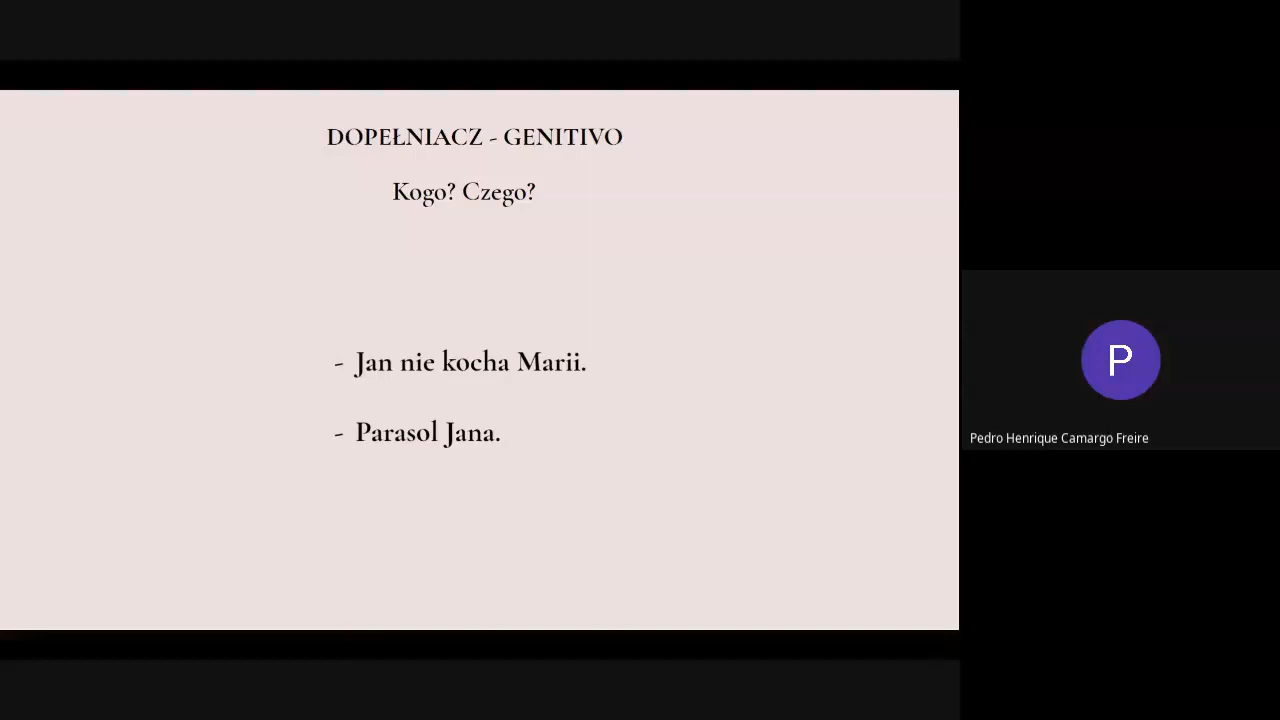 DOPEŁNIACZ - GENITIVO
Kogo? Czego?
- Jan nie kocha Marii.
- Parasol Jana.
P
Pedro Henrique Camargo Freire